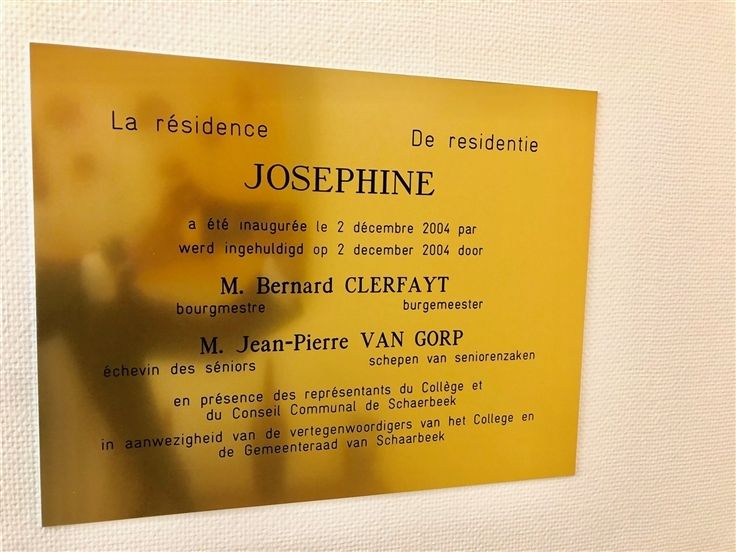 La résidence De residentie
JOSEPHINE
a été inaugurée le 2 décembre 2004 par
werd ingehuldigd op 2 december 2004 door
M. Bernard CLERFAYT
bourgmestre burgemeester
M. Jean-Pierre VAN GORP
échevin des séniors schepen van seniorenzaken
en présence des représentants du Collège et
du Conseil Communal de Schaerbeek
in aanwezigheid van de vertegenwoordigers van het College en
de Gemeenteraad van Schaarbeek